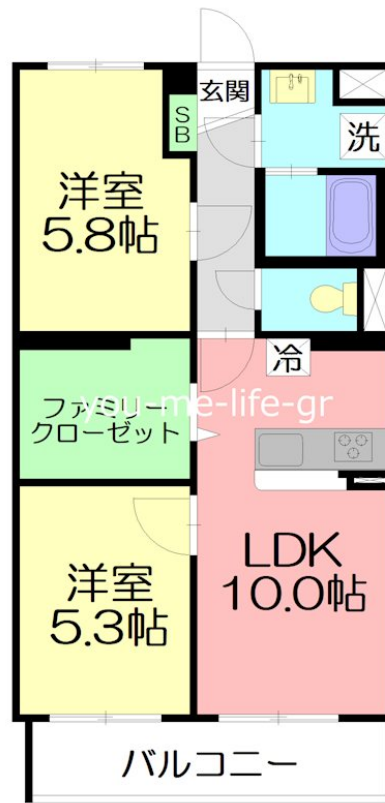 玄関
SB
洗
洋室
5.8帖
冷
ファミリー
クローゼット
you-me-life-gr
LDK
10.0帖
洋室
5.3帖
バルコニー